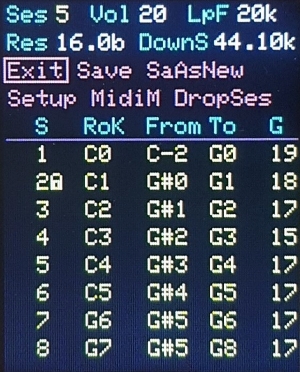 Ses 5 Vol 20 LpF 20k
Res 16.0b DownS 44.10k
Exit Save SaAsNew
Setup MidiM DropSes
S RoK From To G
1 C0 C-2 G0 19
2 C1 G#0 G1 18
3 C2 G#1 G2 17
4 C3 G#2 G3 15
5 C4 G#3 G4 17
6 C5 G#4 G5 17
7 G6 G#5 G6 17
8 G7 G#5 G8 17